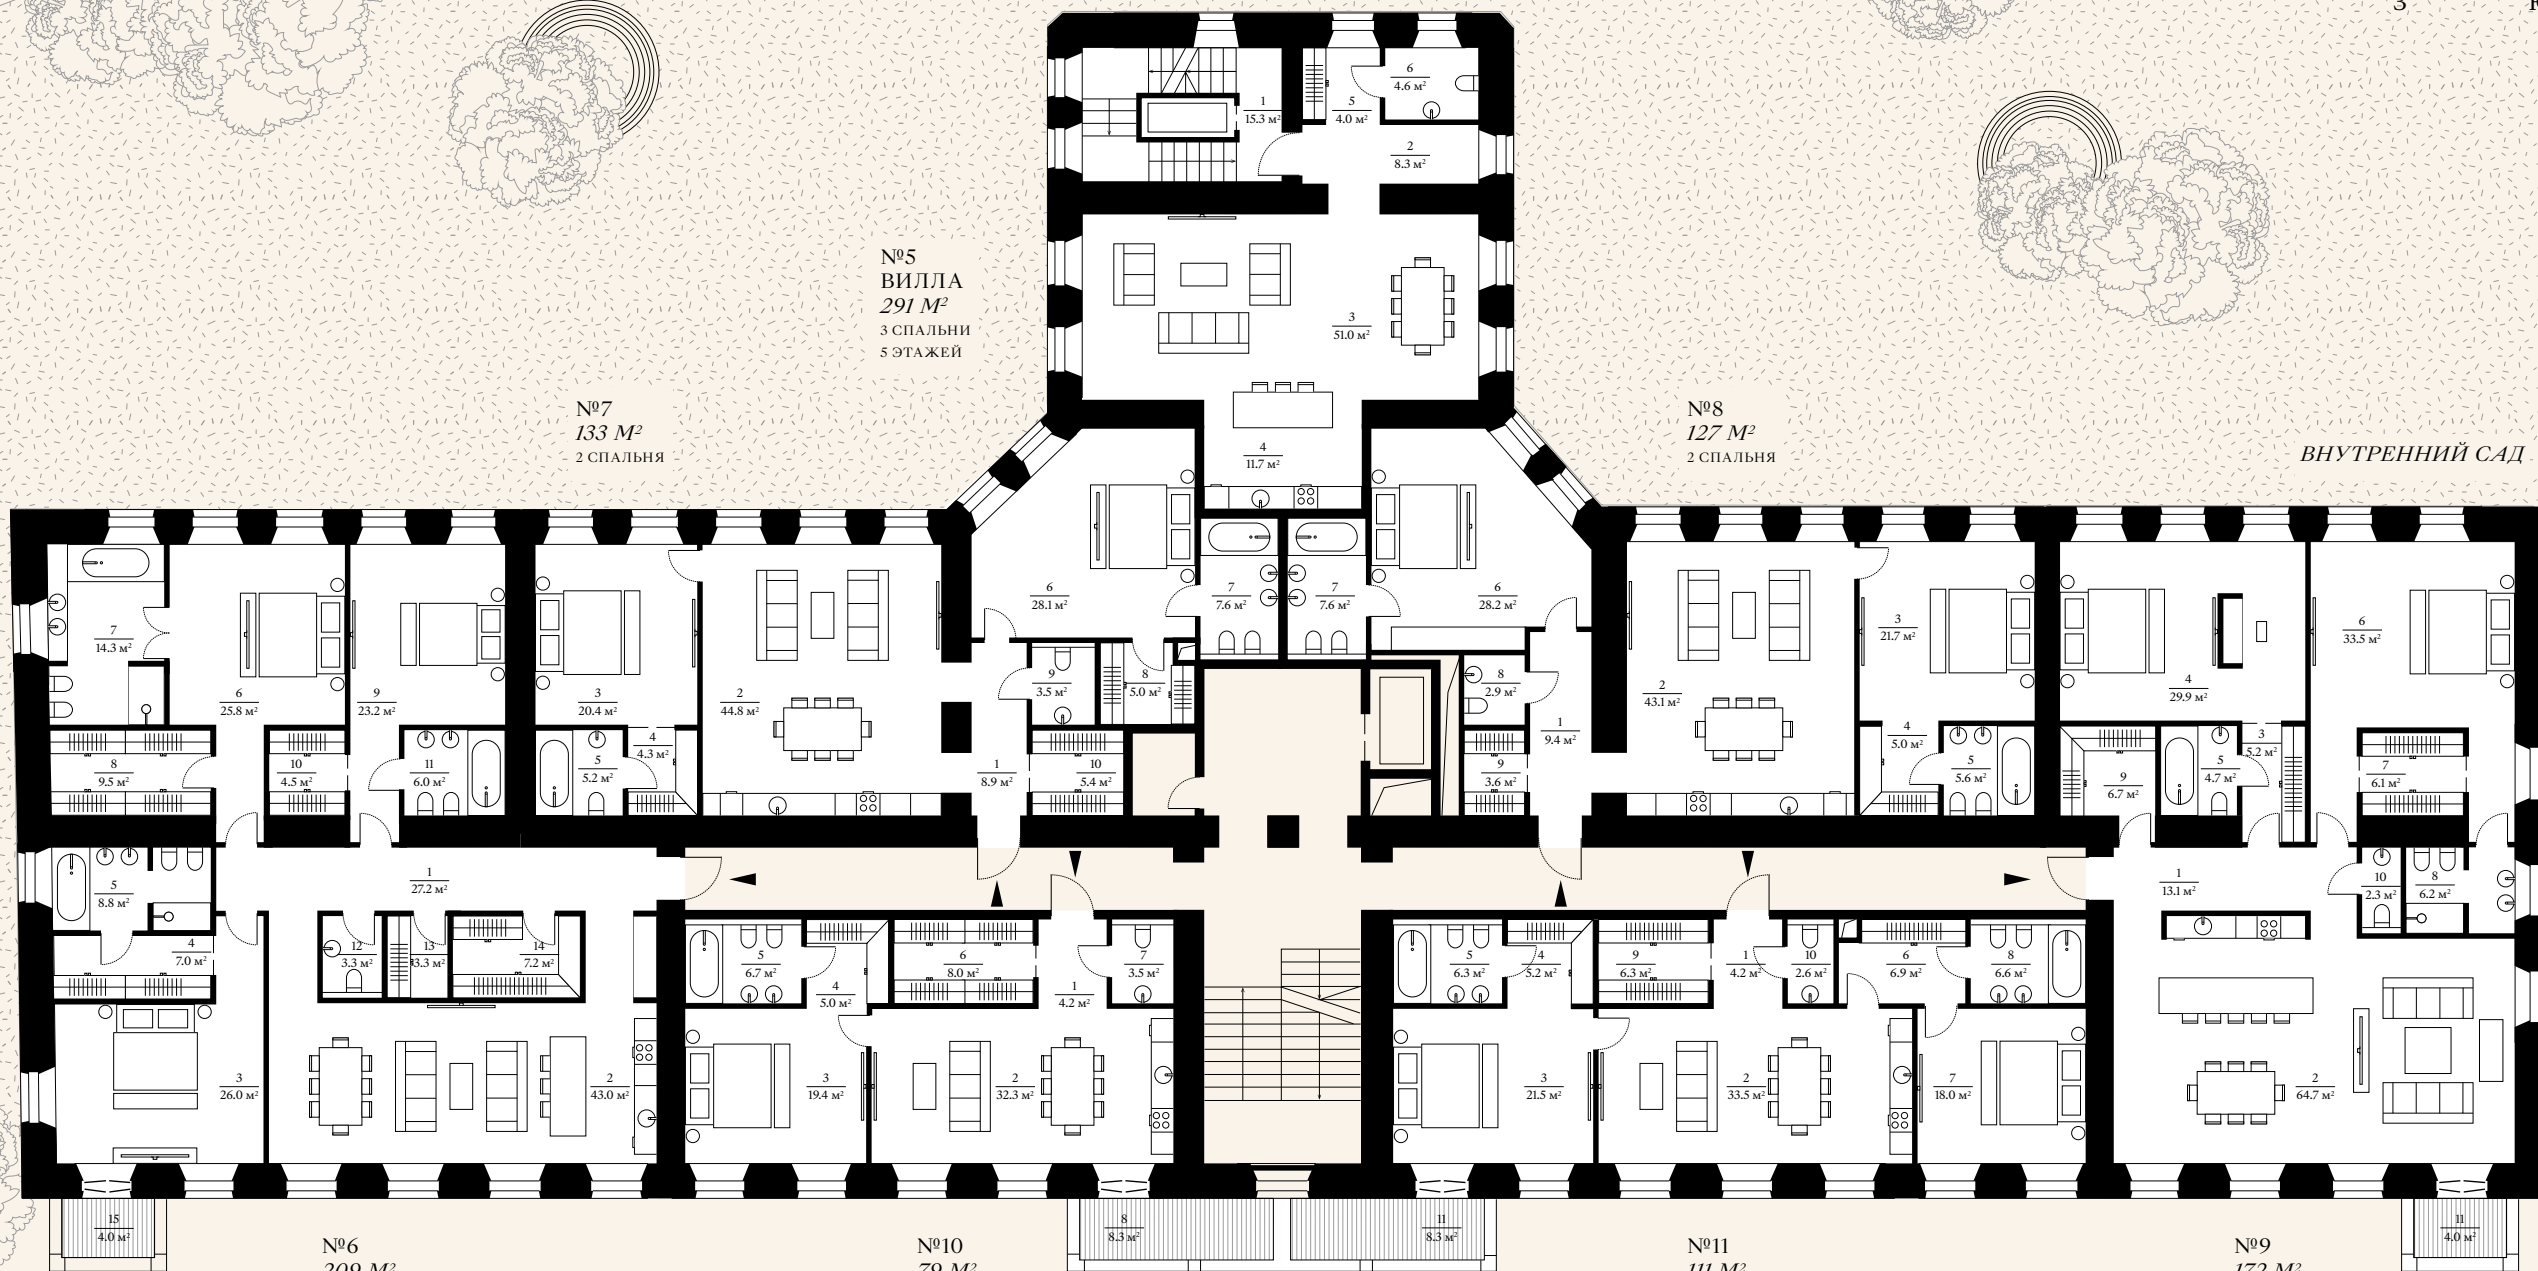 З
№5
ВИЛЛА
291 М²
3 СПАЛЬНИ
5 ЭТАЖЕЙ
1
15.3 м²
5
4.0 м²
6
4.6 м²
2
8.3 м²
3
51.0 м²
4
11.7 м²
№7
133 М²
2 СПАЛЬНЯ
№8
127 М²
2 СПАЛЬНЯ
ВНУТРЕННИЙ САД
7
14.3 м²
6
25.8 м²
9
23.2 м²
8
9.5 м²
10
4.5 м²
11
6.0 м²
5
8.8 м²
1
27.2 м²
4
7.0 м²
12
3.3 м²
13
3.3 м²
14
7.2 м²
3
26.0 м²
2
43.0 м²
15
4.0 м²
3
20.4 м²
2
44.8 м²
5
5.2 м²
4
4.3 м²
6
28.1 м²
7
7.6 м²
9
3.5 м²
8
5.0 м²
1
8.9 м²
10
5.4 м²
7
7.6 м²
6
28.2 м²
8
2.9 м²
1
9.4 м²
9
3.6 м²
2
43.1 м²
3
21.7 м²
4
5.0 м²
5
5.6 м²
4
29.9 м²
6
33.5 м²
9
6.7 м²
5
4.7 м²
3
5.2 м²
7
6.1 м²
1
13.1 м²
10
2.3 м²
8
6.2 м²
2
64.7 м²
11
4.0 м²
5
6.7 м²
4
5.0 м²
6
8.0 м²
1
4.2 м²
7
3.5 м²
3
19.4 м²
2
32.3 м²
8
8.3 м²
5
6.3 м²
4
5.2 м²
9
6.3 м²
1
4.2 м²
10
2.6 м²
6
6.9 м²
8
6.6 м²
3
21.5 м²
2
33.5 м²
7
18.0 м²
11
8.3 м²
№6
209 М²
№10
79 М²
№11
111 М²
№9
172 М²